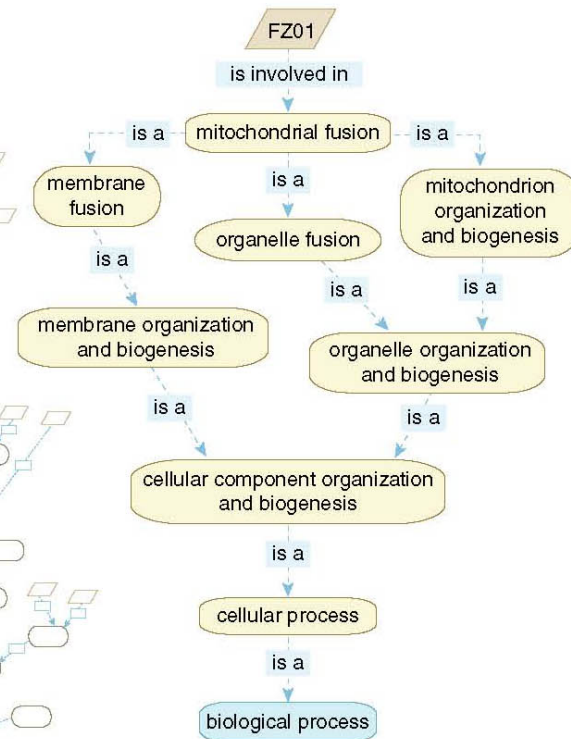 FZ01
is involved in
mitochondrial fusion
is a
is a
is a
membrane
fusion
organelle fusion
mitochondrion
organization
and biogenesis
is a
is a
is a
membrane organization
and biogenesis
organelle organization
and biogenesis
is a
is a
cellular component organization
and biogenesis
is a
cellular process
is a
biological process